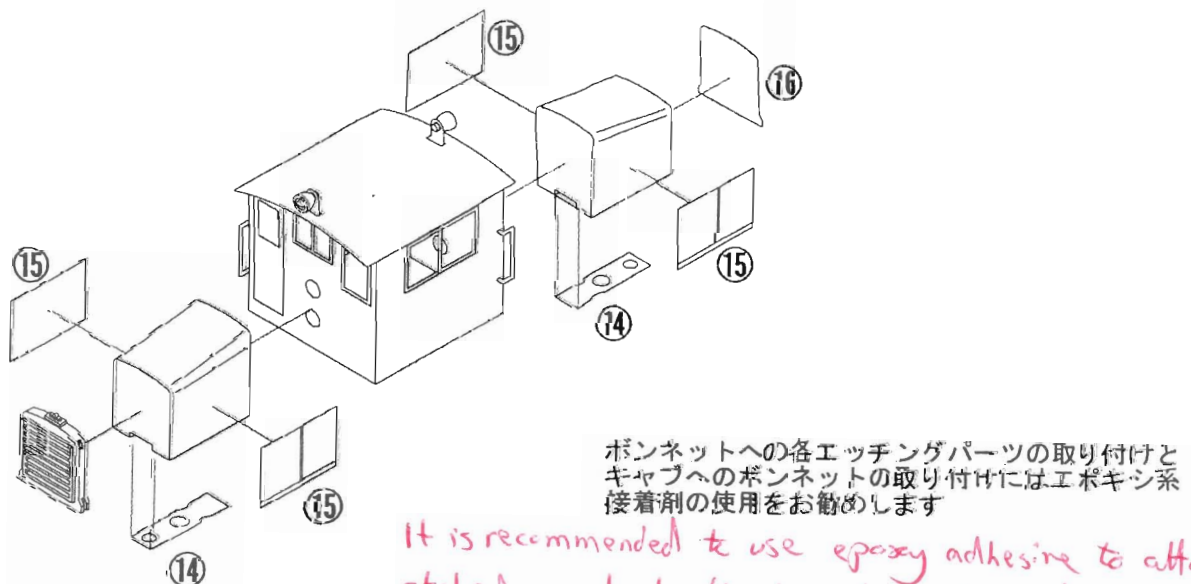 ⑮
⑯
⑮
⑭
⑮
⑮
⑭
ボンネットへの各エッチングパーツの取り付けと
キャブへのボンネットの取り付けにはエポキシ系
接着剤の使用をお勧めします
It is recommended to use epoxy adhesive to